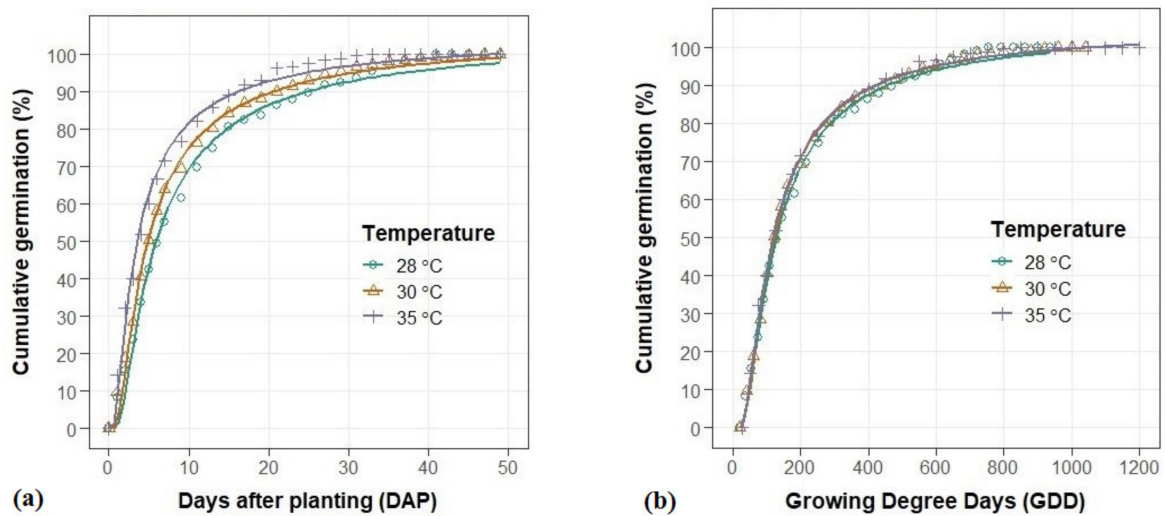 100
90
80
70
60
50
40
30
20
10
0
Cumulative germination (%)
Temperature
28 °C
30 °C
35 °C
0 10 20 30 40 50
(a) Days after planting (DAP)
100
90
80
70
60
50
40
30
20
10
0
Cumulative germination (%)
Temperature
28 °C
30 °C
35 °C
0 200 400 600 800 1000 1200
(b) Growing Degree Days (GDD)